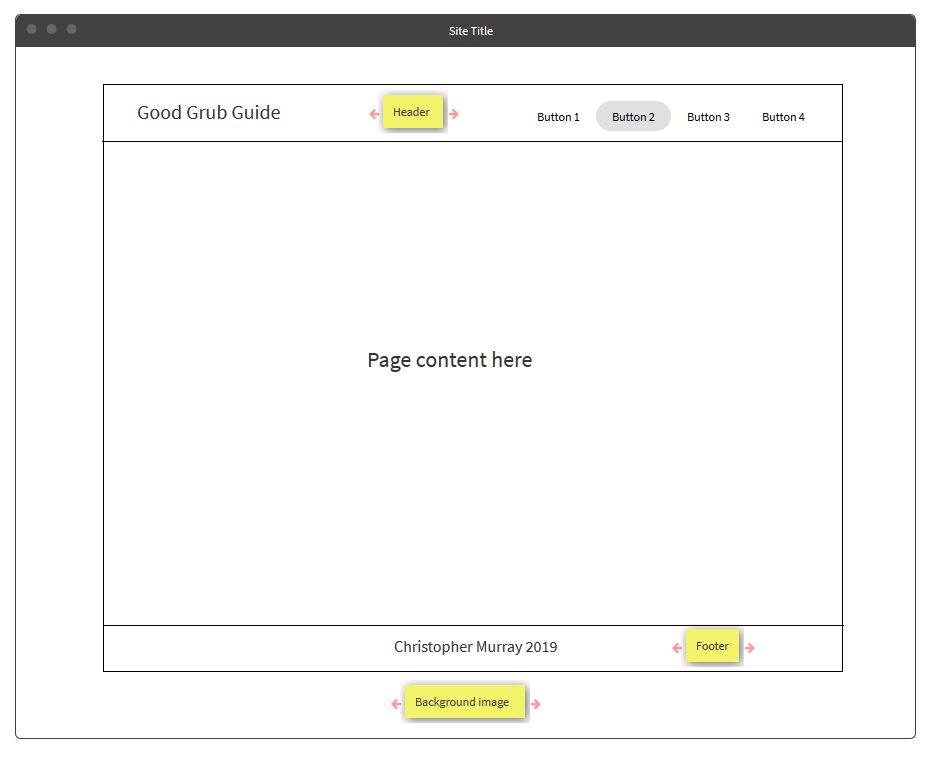 Site Title
Good Grub Guide
Header
Button 1
Button 2
Button 3
Button 4
Page content here
Christopher Murray 2019
Footer
Background image